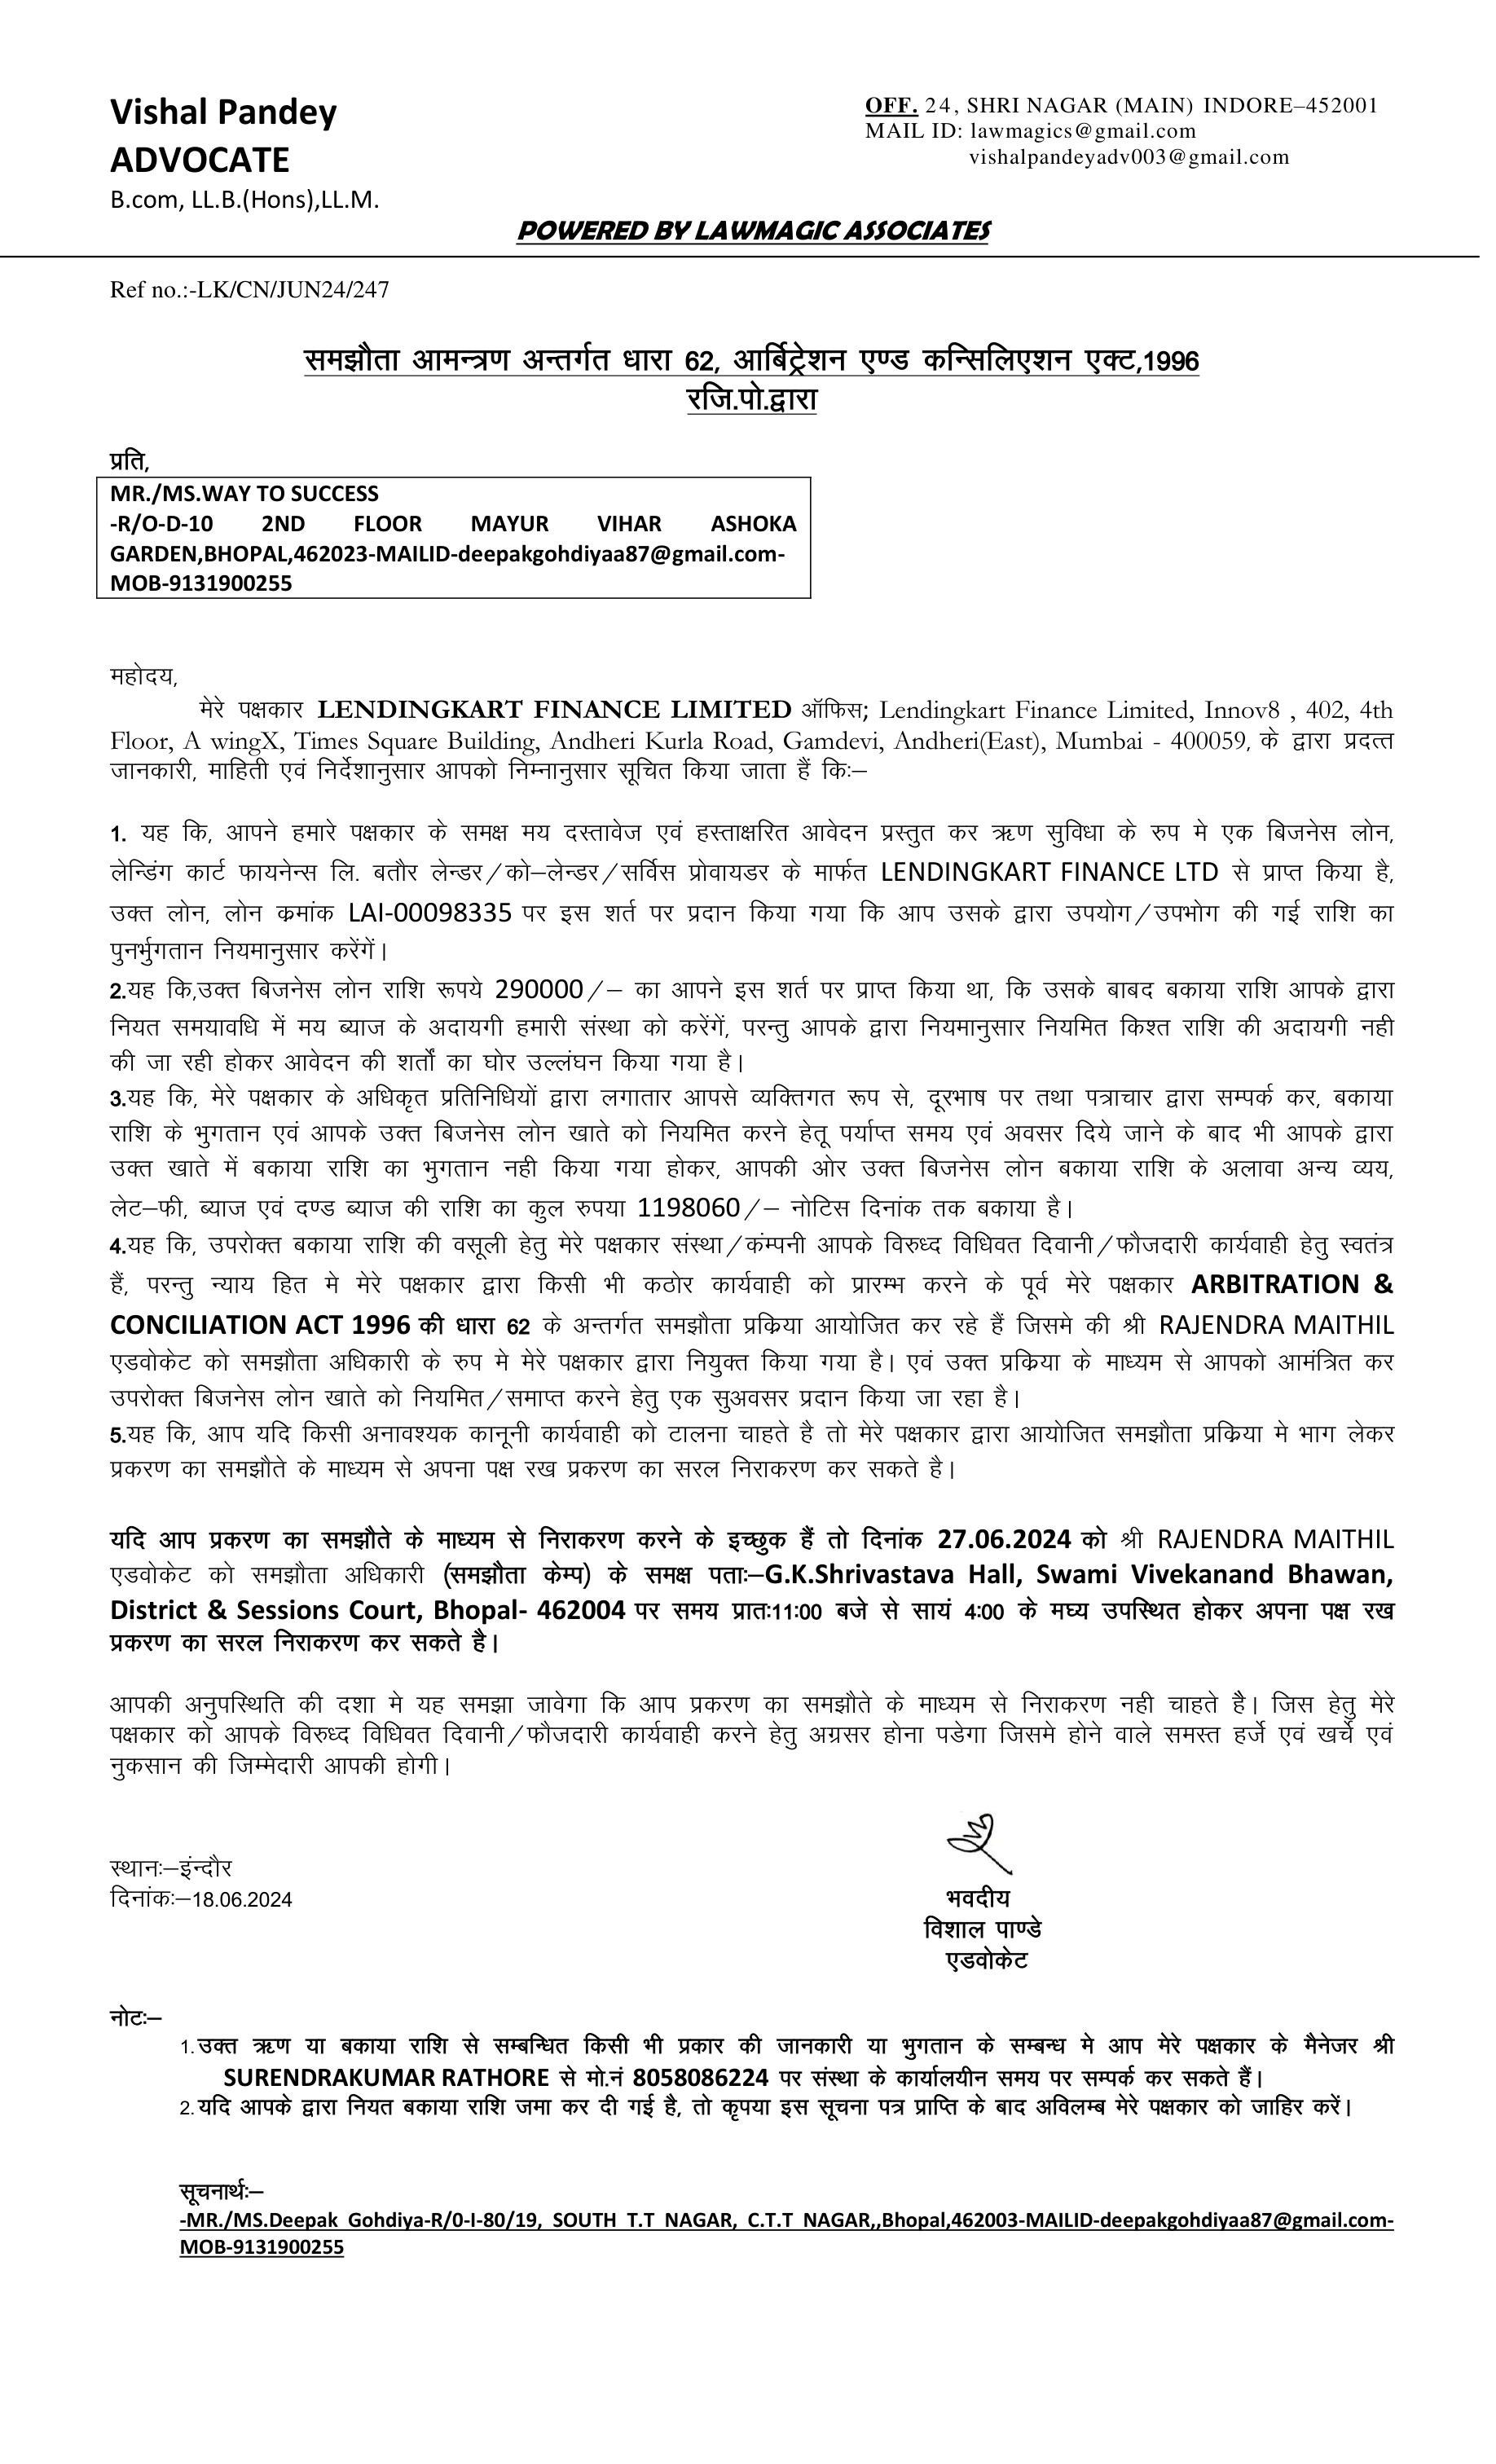 Vishal Pandey
ADVOCATE
B.com, LL.B.(Hons),LL.M.
OFF. 24, SHRI NAGAR (MAIN) INDORE–452001
MAIL ID: lawmagics@gmail.com
vishalpandeyadv003@gmail.com
POWERED BY LAWMAGIC ASSOCIATES
Ref no.:-LK/CN/JUN24/247
समझौता आमन्त्रण अन्तर्गत धारा 62, आर्बिट्रेशन एण्ड कन्सिलिएशन एक्ट,1996
रजि.पो.द्वारा
प्रति,
MR./MS.WAY TO SUCCESS
-R/O-D-10 2ND FLOOR MAYUR VIHAR ASHOKA
GARDEN,BHOPAL,462023-MAILID-deepakgohdiyaa87@gmail.com-
MOB-9131900255
महोदय,
मेरे पक्षकार LENDINGKART FINANCE LIMITED ऑफिस; Lendingkart Finance Limited, Innov8 , 402, 4th
Floor, A wingX, Times Square Building, Andheri Kurla Road, Gamdevi, Andheri(East), Mumbai - 400059, के द्वारा प्रदत्त
जानकारी, माहिती एवं निर्देशानुसार आपको निम्नानुसार सूचित किया जाता हैं कि:–
1. यह कि, आपने हमारे पक्षकार के समक्ष मय दस्तावेज एवं हस्ताक्षरित आवेदन प्रस्तुत कर ऋण सुविधा के रुप मे एक बिजनेस लोन,
लेन्डिंग कार्ट फायनेन्स लि. बतौर लेन्डर/को–लेन्डर/सर्विस प्रोवायडर के मार्फत LENDINGKART FINANCE LTD से प्राप्त किया है,
उक्त लोन, लोन क्रमांक LAI-00098335 पर इस शर्त पर प्रदान किया गया कि आप उसके द्वारा उपयोग/उपभोग की गई राशि का
पुनर्भुगतान नियमानुसार करेंगें।
2.यह कि,उक्त बिजनेस लोन राशि रूपये 290000/– का आपने इस शर्त पर प्राप्त किया था, कि उसके बाबद बकाया राशि आपके द्वारा
नियत समयावधि में मय ब्याज के अदायगी हमारी संस्था को करेंगें, परन्तु आपके द्वारा नियमानुसार नियमित किश्त राशि की अदायगी नही
की जा रही होकर आवेदन की शर्तों का घोर उल्लंघन किया गया है।
3.यह कि, मेरे पक्षकार के अधिकृत प्रतिनिधियों द्वारा लगातार आपसे व्यक्तिगत रूप से, दूरभाष पर तथा पत्राचार द्वारा सम्पर्क कर, बकाया
राशि के भुगतान एवं आपके उक्त बिजनेस लोन खाते को नियमित करने हेतू पर्याप्त समय एवं अवसर दिये जाने के बाद भी आपके द्वारा
उक्त खाते में बकाया राशि का भुगतान नही किया गया होकर, आपकी ओर उक्त बिजनेस लोन बकाया राशि के अलावा अन्य व्यय,
लेट–फी, ब्याज एवं दण्ड ब्याज की राशि का कुल रुपया 1198060/– नोटिस दिनांक तक बकाया है।
4.यह कि, उपरोक्त बकाया राशि की वसूली हेतु मेरे पक्षकार संस्था/कंम्पनी आपके विरुध्द विधिवत दिवानी/फौजदारी कार्यवाही हेतु स्वतंत्र
हैं, परन्तु न्याय हित मे मेरे पक्षकार द्वारा किसी भी कठोर कार्यवाही को प्रारम्भ करने के पूर्व मेरे पक्षकार ARBITRATION &
CONCILIATION ACT 1996 की धारा 62 के अन्तर्गत समझौता प्रक्रिया आयोजित कर रहे हैं जिसमे की श्री RAJENDRA MAITHIL
एडवोकेट को समझौता अधिकारी के रुप मे मेरे पक्षकार द्वारा नियुक्त किया गया है। एवं उक्त प्रक्रिया के माध्यम से आपको आमंत्रित कर
उपरोक्त बिजनेस लोन खाते को नियमित/समाप्त करने हेतु एक सुअवसर प्रदान किया जा रहा है।
5.यह कि, आप यदि किसी अनावश्यक कानूनी कार्यवाही को टालना चाहते है तो मेरे पक्षकार द्वारा आयोजित समझौता प्रक्रिया मे भाग लेकर
प्रकरण का समझौते के माध्यम से अपना पक्ष रख प्रकरण का सरल निराकरण कर सकते है।
यदि आप प्रकरण का समझौते के माध्यम से निराकरण करने के इच्छुक हैं तो दिनांक 27.06.2024 को श्री RAJENDRA MAITHIL
एडवोकेट को समझौता अधिकारी (समझौता केम्प) के समक्ष पता:–G.K.Shrivastava Hall, Swami Vivekanand Bhawan,
District & Sessions Court, Bhopal- 462004 पर समय प्रात:11:00 बजे से सायं 4:00 के मघ्य उपस्थित होकर अपना पक्ष रख
प्रकरण का सरल निराकरण कर सकते है।
आपकी अनुपस्थिति की दशा मे यह समझा जावेगा कि आप प्रकरण का समझौते के माध्यम से निराकरण नही चाहते है। जिस हेतु मेरे
पक्षकार को आपके विरुध्द विधिवत दिवानी/फौजदारी कार्यवाही करने हेतु अग्रसर होना पडेगा जिसमे होने वाले समस्त हर्जे एवं खर्चे एवं
नुकसान की जिम्मेदारी आपकी होगी।
स्थान:–इंन्दौर
दिनांक:–18.06.2024
भवदीय
विशाल पाण्डे
एडवोकेट
नोट:–
1.उक्त ऋण या बकाया राशि से सम्बन्धित किसी भी प्रकार की जानकारी या भुगतान के सम्बन्ध मे आप मेरे पक्षकार के मैनेजर श्री
SURENDRAKUMAR RATHORE से मो.नं 8058086224 पर संस्था के कार्यालयीन समय पर सम्पर्क कर सकते हैं।
2.यदि आपके द्वारा नियत बकाया राशि जमा कर दी गई है, तो कृपया इस सूचना पत्र प्राप्ति के बाद अविलम्ब मेरे पक्षकार को जाहिर करें।
सूचनार्थ:–
-MR./MS.Deepak Gohdiya-R/0-I-80/19, SOUTH T.T NAGAR, C.T.T NAGAR,,Bhopal,462003-MAILID-deepakgohdiyaa87@gmail.com-
MOB-9131900255